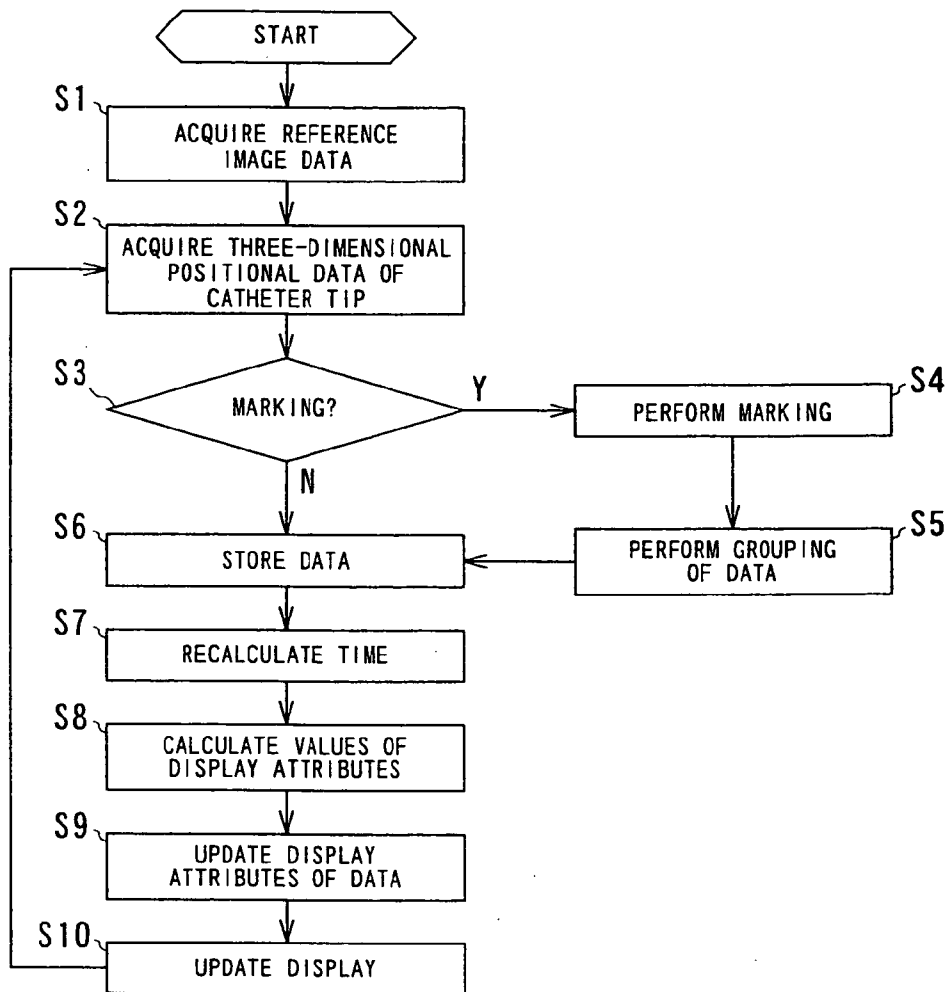 START
S1
ACQUIRE REFERENCE
IMAGE DATA
S2
ACQUIRE THREE-DIMENSIONAL
POSITIONAL DATA OF
CATHETER TIP
S3
MARKING?
Y
S4
PERFORM MARKING
N
S5
PERFORM GROUPING
OF DATA
S6
STORE DATA
S7
RECALCULATE TIME
S8
CALCULATE VALUES OF
DISPLAY ATTRIBUTES
S9
UPDATE DISPLAY
ATTRIBUTES OF DATA
S10
UPDATE DISPLAY